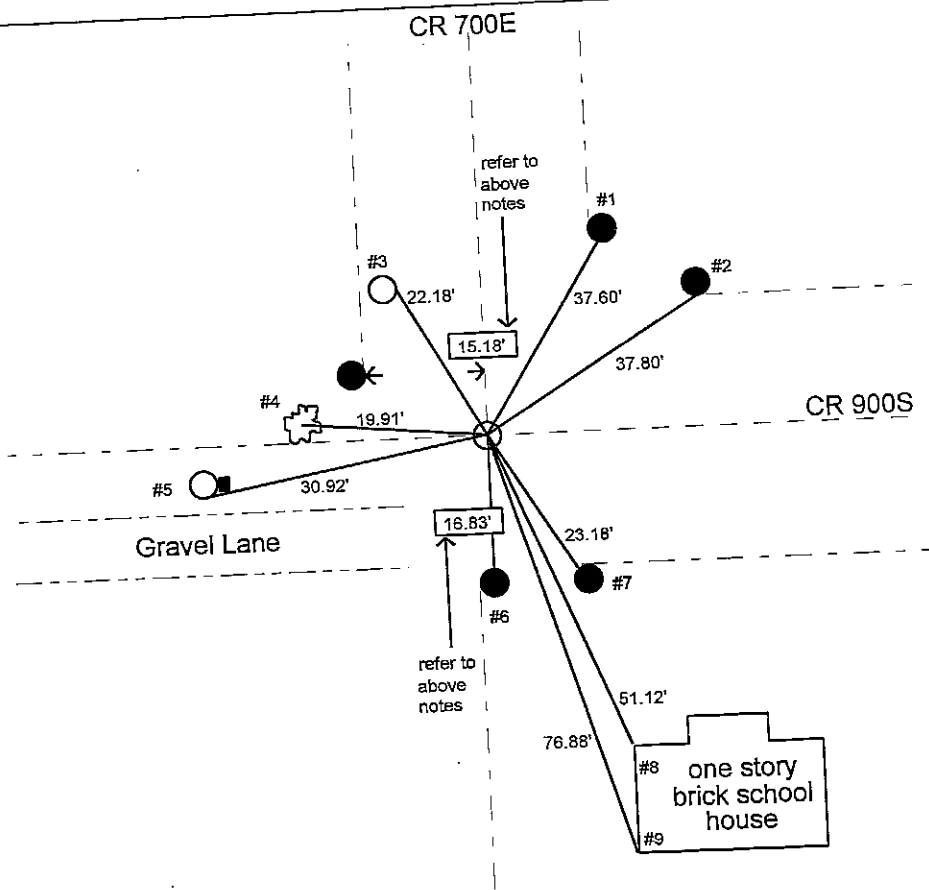 CR 700E
refer to
above
notes
#1
#2
#3
22.18'
37.60'
15.18'
37.80'
#4
19.91'
CR 900S
#5
30.92'
16.83'
23.18'
Gravel Lane
#7
#6
refer to
above
notes
51.12'
76.88'
#8
one story
brick school
house
#9